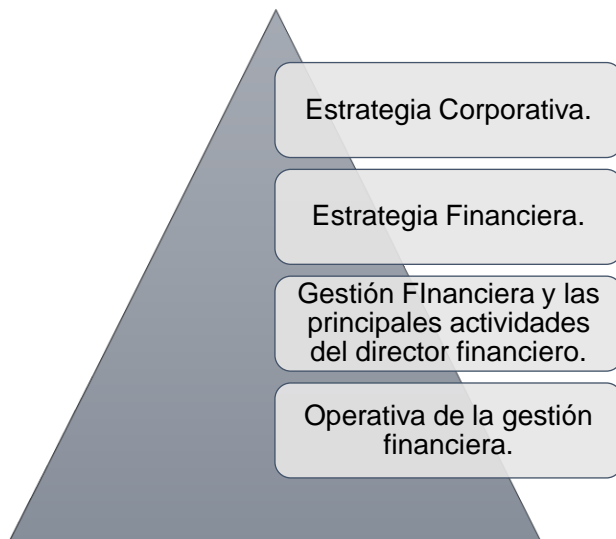 Estrategia Corporativa.
Estrategia Financiera.
Gestión FInanciera y las
principales actividades
del director financiero.
Operativa de la gestión
financiera.